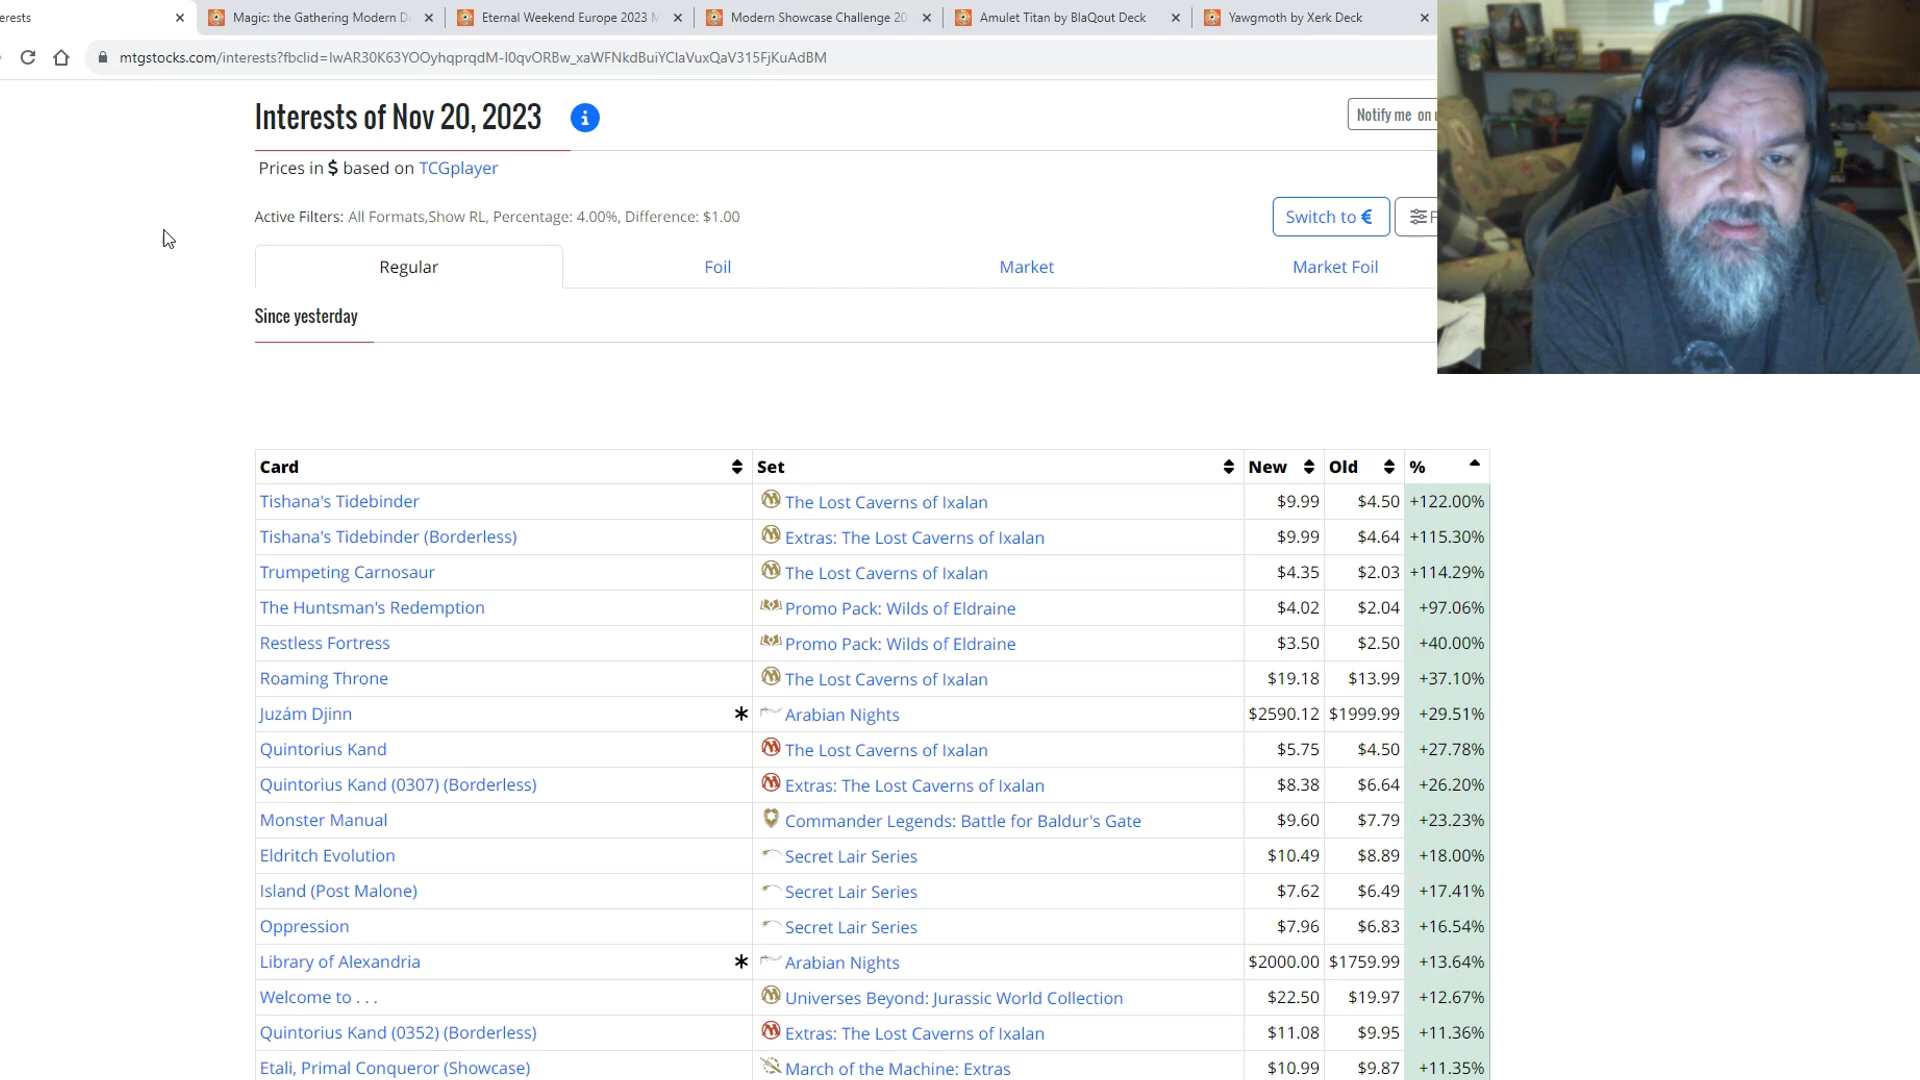 erests
Magic: the Gathering Modern D
Eternal Weekend Europe 2023 M
Modern Showcase Challenge 20
Amulet Titan by BlaQout Deck
Yawgmoth by Xerk Deck
mtgstocks.com/interests?fbclid=IwAR30K63YOOyhqprqdM-I0qvORBw_xaWFNkdBuiYClaVuxQaV315FjKuAdBM
Interests of Nov 20, 2023
Notify me on u
Prices in $ based on TCGplayer
Active Filters: All Formats,Show RL, Percentage: 4.00%, Difference: $1.00
Switch to €
F
Regular Foil Market Market Foil
Since yesterday
Card Set New Old %
Tishana's Tidebinder The Lost Caverns of Ixalan $9.99 $4.50 +122.00%
Tishana's Tidebinder (Borderless) Extras: The Lost Caverns of Ixalan $9.99 $4.64 +115.30%
Trumpeting Carnosaur The Lost Caverns of Ixalan $4.35 $2.03 +114.29%
The Huntsman's Redemption Promo Pack: Wilds of Eldraine $4.02 $2.04 +97.06%
Restless Fortress Promo Pack: Wilds of Eldraine $3.50 $2.50 +40.00%
Roaming Throne The Lost Caverns of Ixalan $19.18 $13.99 +37.10%
Juzám Djinn * Arabian Nights $2590.12 $1999.99 +29.51%
Quintorius Kand The Lost Caverns of Ixalan $5.75 $4.50 +27.78%
Quintorius Kand (0307) (Borderless) Extras: The Lost Caverns of Ixalan $8.38 $6.64 +26.20%
Monster Manual Commander Legends: Battle for Baldur's Gate $9.60 $7.79 +23.23%
Eldritch Evolution Secret Lair Series $10.49 $8.89 +18.00%
Island (Post Malone) Secret Lair Series $7.62 $6.49 +17.41%
Oppression Secret Lair Series $7.96 $6.83 +16.54%
Library of Alexandria * Arabian Nights $2000.00 $1759.99 +13.64%
Welcome to . . . Universes Beyond: Jurassic World Collection $22.50 $19.97 +12.67%
Quintorius Kand (0352) (Borderless) Extras: The Lost Caverns of Ixalan $11.08 $9.95 +11.36%
Etali, Primal Conqueror (Showcase) March of the Machine: Extras $10.99 $9.87 +11.35%